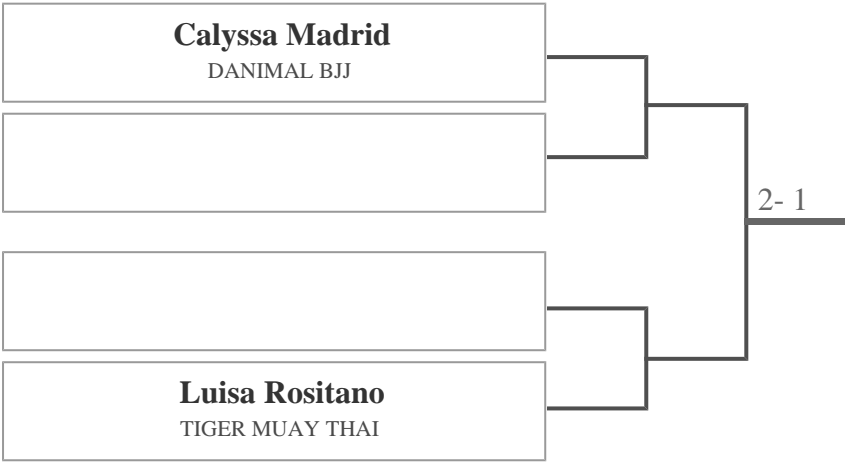 Calyssa Madrid
DANIMAL BJJ
2- 1
Luisa Rositano
TIGER MUAY THAI